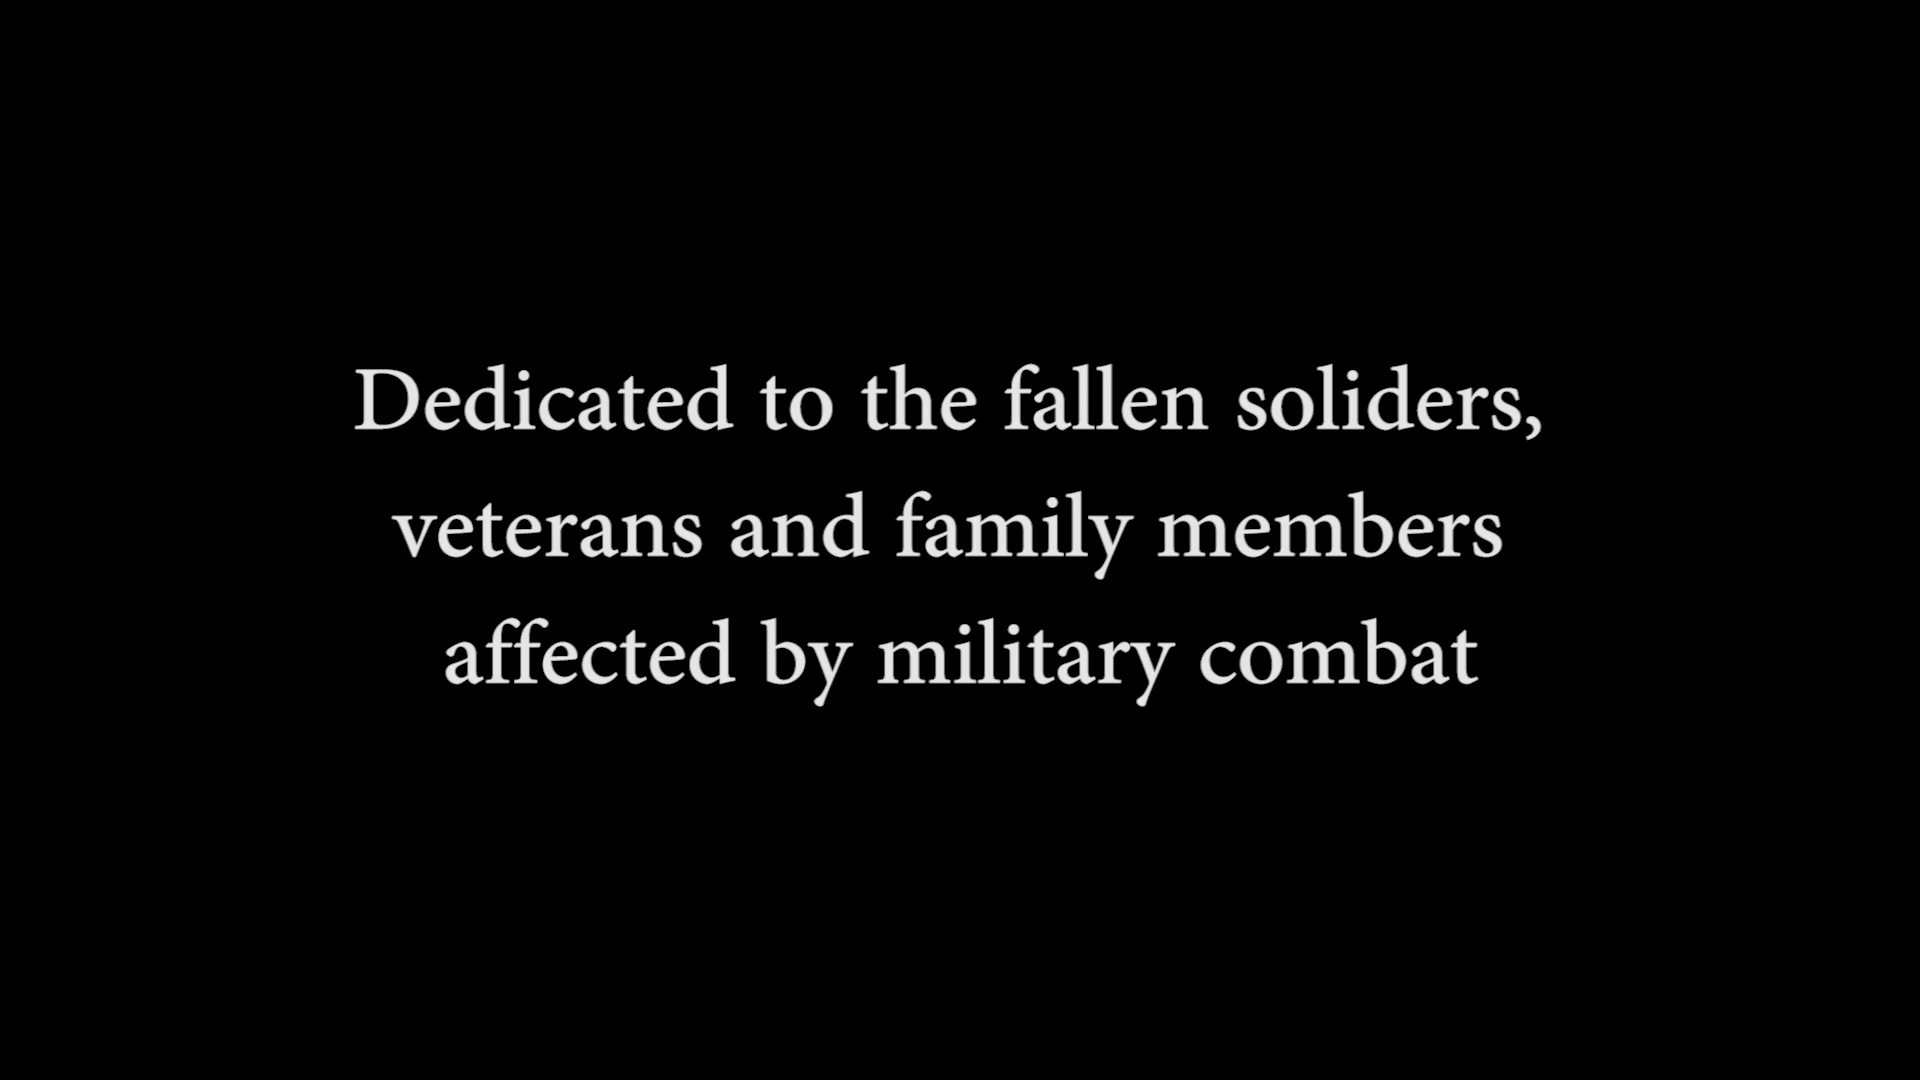 Dedicated to the fallen soliders,
veterans and family members
affected by military combat